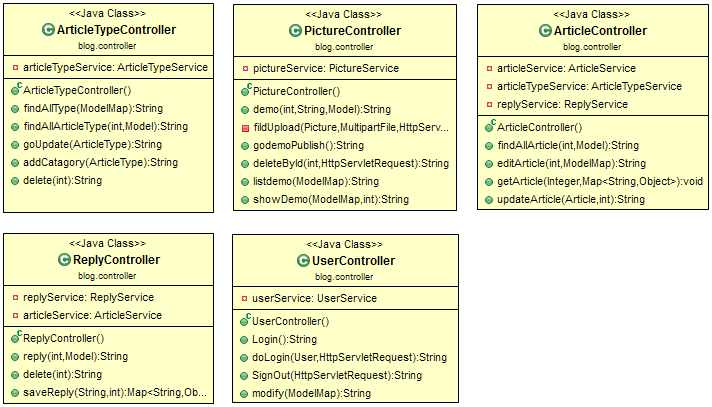 <<Java Class>>
ArticleTypeController
blog.controller
articleTypeService: ArticleTypeService
ArticleTypeController()
findAllType(ModelMap):String
findAllArticleType(int,Model):String
goUpdate(ArticleType):String
addCatagory(ArticleType):String
delete(int):String
<<Java Class>>
PictureController
blog.controller
pictureService: PictureService
PictureController()
demo(int,String,Model):String
fildUpload(Picture,MultipartFile,HttpServ...
godemoPublish():String
deleteById(int,HttpServletRequest):String
listdemo(ModelMap):String
showDemo(ModelMap,int):String
<<Java Class>>
ArticleController
blog.controller
articleService: ArticleService
articleTypeService: ArticleTypeService
replyService: ReplyService
ArticleController()
findAllArticle(int,Model):String
editArticle(int,ModelMap):String
getArticle(Integer,Map<String,Object>):void
updateArticle(Article,int):String
<<Java Class>>
ReplyController
blog.controller
replyService: ReplyService
articleService: ArticleService
ReplyController()
reply(int,Model):String
delete(int):String
saveReply(String,int):Map<String,Ob...
<<Java Class>>
UserController
blog.controller
userService: UserService
UserController()
Login():String
doLogin(User,HttpServletRequest):String
SignOut(HttpServletRequest):String
modify(ModelMap):String